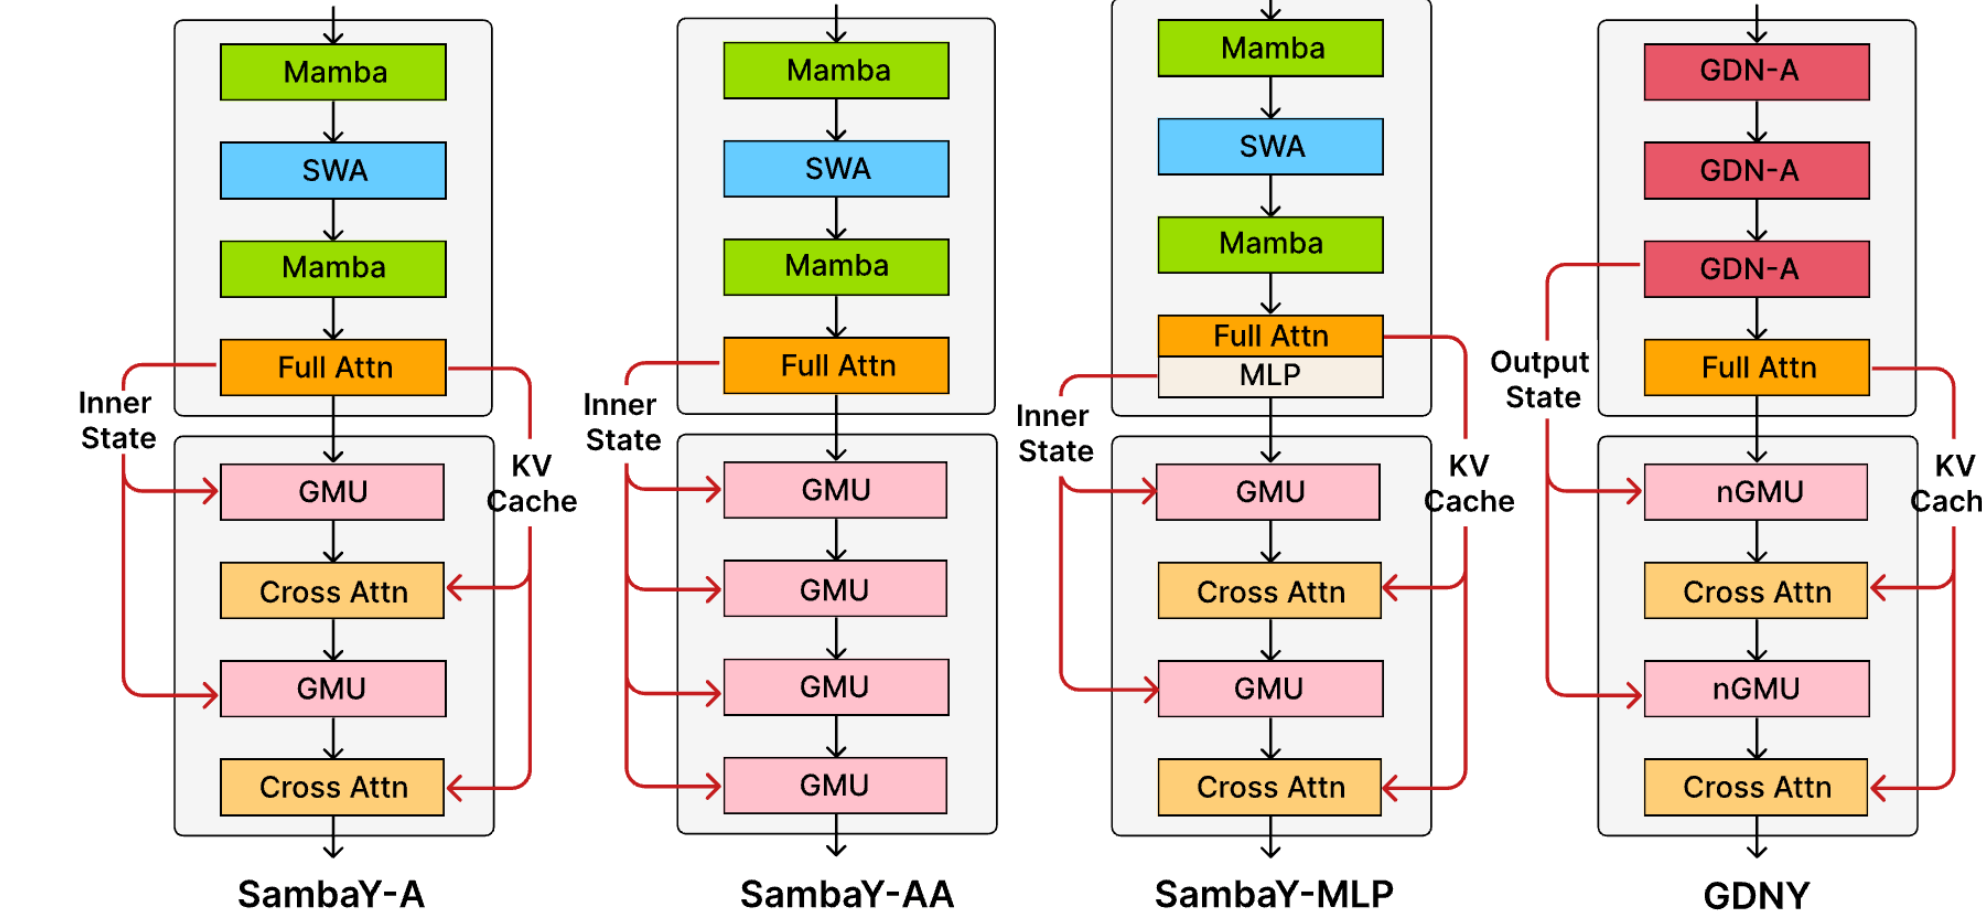 Mamba
SWA
Mamba
Full Attn
Inner
State
KV
Cache
GMU
Cross Attn
GMU
Cross Attn
SambaY-A
Mamba
SWA
Mamba
Full Attn
Inner
State
GMU
GMU
GMU
GMU
SambaY-AA
Mamba
SWA
Mamba
Full Attn
MLP
Inner
State
KV
Cache
GMU
Cross Attn
GMU
Cross Attn
SambaY-MLP
GDN-A
GDN-A
GDN-A
Output
State
Full Attn
KV
Cach
nGMU
Cross Attn
nGMU
Cross Attn
GDNY